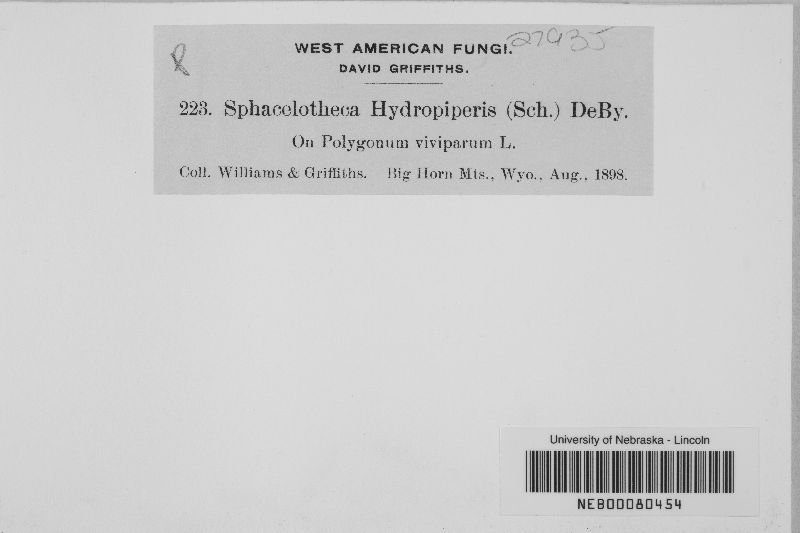 R
27935
WEST AMERICAN FUNGI.
DAVID GRIFFITHS.
223. Sphacelotheca Hydropiperis (Sch.) DeBy.
On Polygonum viviparum L.
Coll. Williams & Griffiths. Big Horn Mts., Wyo., Aug., 1898.
University of Nebraska - Lincoln
NEB00080454